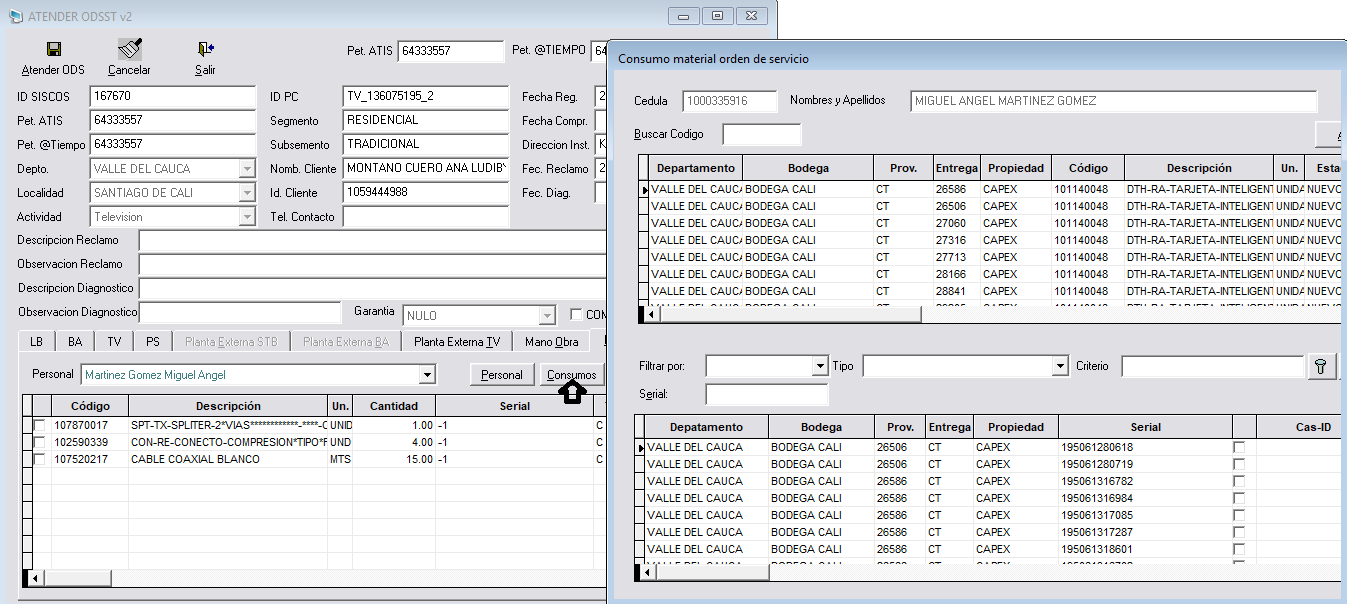 ATENDER ODSST v2
Atender ODS Cancelar Salir
Pet. ATIS 64333557 Pet. @TIEMPO 64
ID SISCOS 167670 ID PC TV_136075195_2 Fecha Reg. 2
Pet. ATIS 64333557 Segmento RESIDENCIAL Fecha Compr.
Pet. @Tiempo 64333557 Subsemento TRADICIONAL Direccion Inst. K
Depto. VALLE DEL CAUCA Nomb. Cliente MONTANO CUERO ANA LUDIBY Fec. Reclamo 2
Localidad SANTIAGO DE CALI Id. Cliente 1059444988 Fec. Diag.
Actividad Television Tel. Contacto
Descripcion Reclamo
Observacion Reclamo
Descripcion Diagnostico
Observacion Diagnostico Garantia NULO COM
LB BA TV PS Planta Externa STB Planta Externa BA Planta Externa TV Mano Obra
Personal Martinez Gomez Miguel Angel Personal Consumos
Código Descripción Un. Cantidad Serial
107870017 SPT-TX-SPLITER-2*VIAS************-****-C UNID 1.00 -1 C
102590339 CON-RE-CONECTO-COMPRESION*TIPO*F UND 4.00 -1 C
107520217 CABLE COAXIAL BLANCO MTS 15.00 -1 C
Consumo material orden de servicio
Cedula 1000335916 Nombres y Apellidos MIGUEL ANGEL MARTINEZ GOMEZ
Buscar Codigo
Departamento Bodega Prov. Entrega Propiedad Código Descripción Un. Esta
VALLE DEL CAUCA BODEGA CALI CT 26586 CAPEX 101140048 DTH-RA-TARJETA-INTELIGENT UNIDA NUEVO
VALLE DEL CAUCA BODEGA CALI CT 26506 CAPEX 101140048 DTH-RA-TARJETA-INTELIGENT UNIDA NUEVO
VALLE DEL CAUCA BODEGA CALI CT 27060 CAPEX 101140048 DTH-RA-TARJETA-INTELIGENT UNIDA NUEVO
VALLE DEL CAUCA BODEGA CALI CT 27316 CAPEX 101140048 DTH-RA-TARJETA-INTELIGENT UNIDA NUEVO
VALLE DEL CAUCA BODEGA CALI CT 27713 CAPEX 101140048 DTH-RA-TARJETA-INTELIGENT UNIDA NUEVO
VALLE DEL CAUCA BODEGA CALI CT 28166 CAPEX 101140048 DTH-RA-TARJETA-INTELIGENT UNIDA NUEVO
VALLE DEL CAUCA BODEGA CALI CT 28841 CAPEX 101140048 DTH-RA-TARJETA-INTELIGENT UNIDA NUEVO
Filtrar por: Tipo Criterio
Serial:
Depatamento Bodega Prov. Entrega Propiedad Serial Cas-ID
VALLE DEL CAUCA BODEGA CALI 26506 CT CAPEX 195061280618
VALLE DEL CAUCA BODEGA CALI 26506 CT CAPEX 195061280719
VALLE DEL CAUCA BODEGA CALI 26586 CT CAPEX 195061316782
VALLE DEL CAUCA BODEGA CALI 26586 CT CAPEX 195061316984
VALLE DEL CAUCA BODEGA CALI 26586 CT CAPEX 195061317085
VALLE DEL CAUCA BODEGA CALI 26586 CT CAPEX 195061317287
VALLE DEL CAUCA BODEGA CALI 26586 CT CAPEX 195061318601